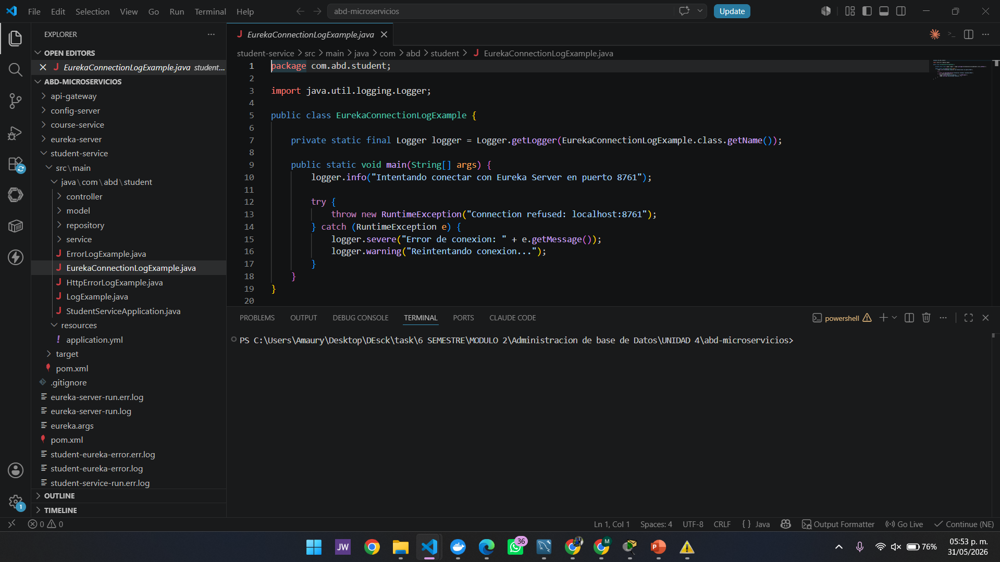 File Edit Selection View Go Run Terminal Help
abd-microservicios
Update
EXPLORER
OPEN EDITORS
EurekaConnectionLogExample.java student...
ABD-MICROSERVICIOS
api-gateway
config-server
course-service
eureka-server
student-service
src\main
java\com\abd\student
controller
model
repository
service
ErrorLogExample.java
EurekaConnectionLogExample.java
HttpErrorLogExample.java
LogExample.java
StudentServiceApplication.java
resources
application.yml
target
pom.xml
.gitignore
eureka-server-run.err.log
eureka-server-run.log
eureka.args
pom.xml
student-eureka-error.err.log
student-eureka-error.log
student-service-run.err.log
OUTLINE
TIMELINE
EurekaConnectionLogExample.java
student-service > src > main > java > com > abd > student > EurekaConnectionLogExample.java
1 package com.abd.student;
2
3 import java.util.logging.Logger;
4
5 public class EurekaConnectionLogExample {
6
7 private static final Logger logger = Logger.getLogger(EurekaConnectionLogExample.class.getName());
8
9 public static void main(String[] args) {
10 logger.info("Intentando conectar con Eureka Server en puerto 8761");
11
12 try {
13 throw new RuntimeException("Connection refused: localhost:8761");
14 } catch (RuntimeException e) {
15 logger.severe("Error de conexion: " + e.getMessage());
16 logger.warning("Reintentando conexion...");
17 }
18 }
19 }
20
PROBLEMS OUTPUT DEBUG CONSOLE TERMINAL PORTS CLAUDE CODE
powershell
PS C:\Users\Amaury\Desktop\DEsck\task\6 SEMESTRE\MODULO 2\Administracion de base de Datos\UNIDAD 4\abd-microservicios>
1
0 0
Ln 1, Col 1 Spaces: 4 UTF-8 CRLF {} Java Output Formatter Go Live Continue (NE)
JW
36
M
76%
05:53 p. m.
31/05/2026